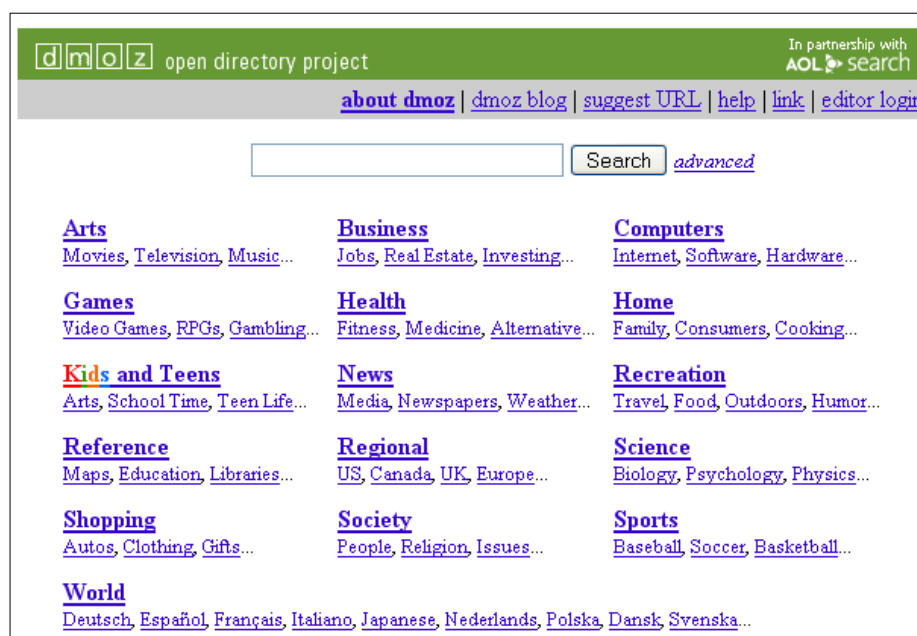 dmoz open directory project
In partnership with
AOL search
about dmoz | dmoz blog | suggest URL | help | link | editor login
Search advanced
Arts Business Computers
Movies, Television, Music... Jobs, Real Estate, Investing... Internet, Software, Hardware...
Games Health Home
Video Games, RPGs, Gambling... Fitness, Medicine, Alternative... Family, Consumers, Cooking...
Kids and Teens News Recreation
Arts, School Time, Teen Life... Media, Newspapers, Weather... Travel, Food, Outdoors, Humor...
Reference Regional Science
Maps, Education, Libraries... US, Canada, UK, Europe... Biology, Psychology, Physics...
Shopping Society Sports
Autos, Clothing, Gifts... People, Religion, Issues... Baseball, Soccer, Basketball...
World
Deutsch, Español, Français, Italiano, Japanese, Nederlands, Polska, Dansk, Svenska...